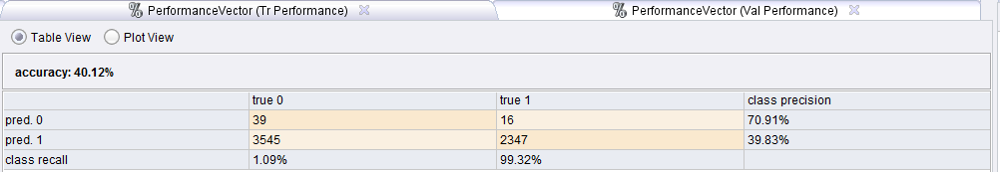 PerformanceVector (Tr Performance) PerformanceVector (Val Performance)
Table View Plot View
accuracy: 40.12%
true 0 true 1 class precision
pred. 0 39 16 70.91%
pred. 1 3545 2347 39.83%
class recall 1.09% 99.32%